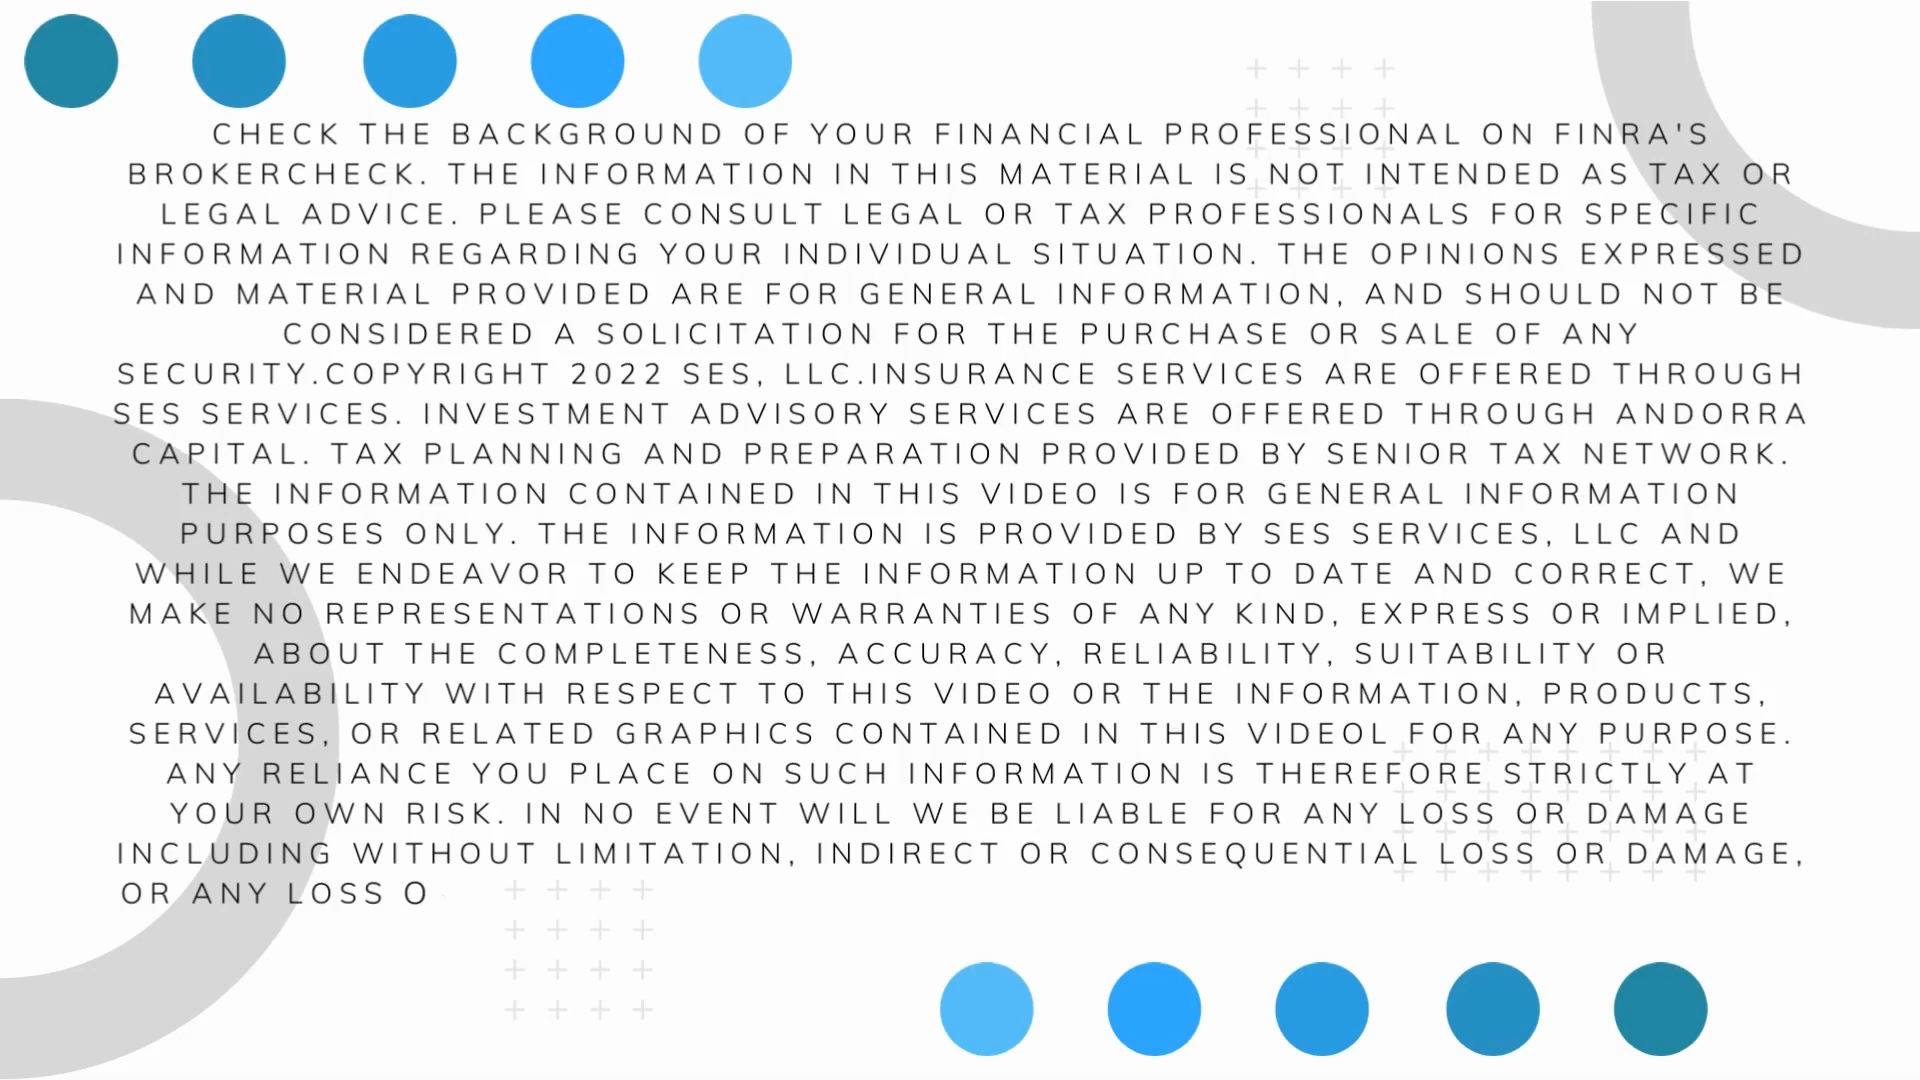 CHECK THE BACKGROUND OF YOUR FINANCIAL PROFESSIONAL ON FINRA'S
BROKERCHECK. THE INFORMATION IN THIS MATERIAL IS NOT INTENDED AS TAX OR
LEGAL ADVICE. PLEASE CONSULT LEGAL OR TAX PROFESSIONALS FOR SPECIFIC
INFORMATION REGARDING YOUR INDIVIDUAL SITUATION. THE OPINIONS EXPRESSED
AND MATERIAL PROVIDED ARE FOR GENERAL INFORMATION, AND SHOULD NOT BE
CONSIDERED A SOLICITATION FOR THE PURCHASE OR SALE OF ANY
SECURITY.COPYRIGHT 2022 SES, LLC.INSURANCE SERVICES ARE OFFERED THROUGH
SES SERVICES. INVESTMENT ADVISORY SERVICES ARE OFFERED THROUGH ANDORRA
CAPITAL. TAX PLANNING AND PREPARATION PROVIDED BY SENIOR TAX NETWORK.
THE INFORMATION CONTAINED IN THIS VIDEO IS FOR GENERAL INFORMATION
PURPOSES ONLY. THE INFORMATION IS PROVIDED BY SES SERVICES, LLC AND
WHILE WE ENDEAVOR TO KEEP THE INFORMATION UP TO DATE AND CORRECT, WE
MAKE NO REPRESENTATIONS OR WARRANTIES OF ANY KIND, EXPRESS OR IMPLIED,
ABOUT THE COMPLETENESS, ACCURACY, RELIABILITY, SUITABILITY OR
AVAILABILITY WITH RESPECT TO THIS VIDEO OR THE INFORMATION, PRODUCTS,
SERVICES, OR RELATED GRAPHICS CONTAINED IN THIS VIDEOL FOR ANY PURPOSE.
ANY RELIANCE YOU PLACE ON SUCH INFORMATION IS THEREFORE STRICTLY AT
YOUR OWN RISK. IN NO EVENT WILL WE BE LIABLE FOR ANY LOSS OR DAMAGE
INCLUDING WITHOUT LIMITATION, INDIRECT OR CONSEQUENTIAL LOSS OR DAMAGE,
OR ANY LOSS O